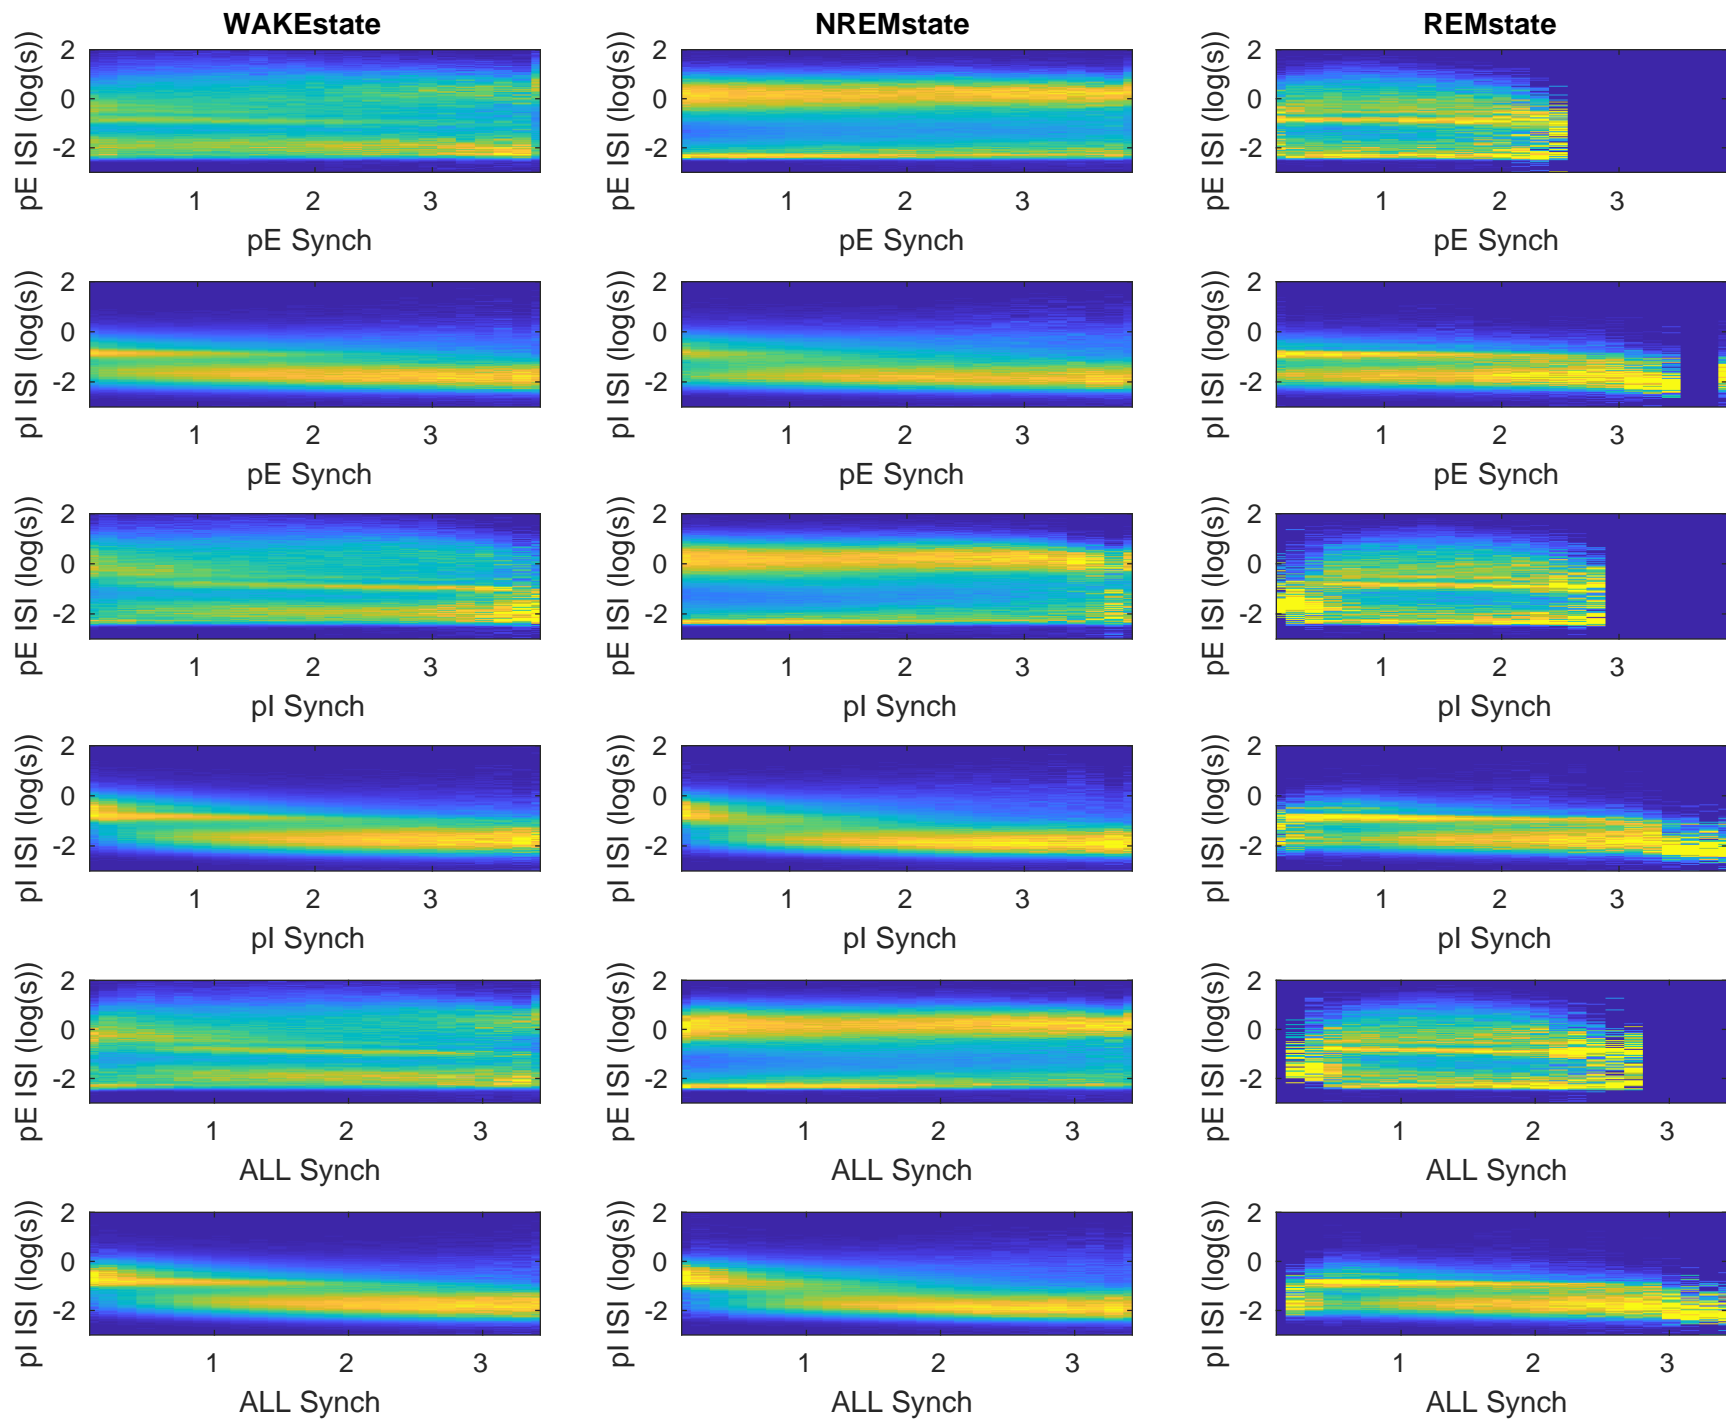 WAKEstate NREMstate REMstate
2 2 2
pE ISI (log(s)) 0 pE ISI (log(s)) 0 pE ISI (log(s)) 0
-2 -2 -2
1 2 3 1 2 3 1 2 3
pE Synch pE Synch pE Synch
2 2 2
pI ISI (log(s)) 0 pI ISI (log(s)) 0 pI ISI (log(s)) 0
-2 -2 -2
1 2 3 1 2 3 1 2 3
pE Synch pE Synch pE Synch
2 2 2
pE ISI (log(s)) 0 pE ISI (log(s)) 0 pE ISI (log(s)) 0
-2 -2 -2
1 2 3 1 2 3 1 2 3
pI Synch pI Synch pI Synch
2 2 2
pI ISI (log(s)) 0 pI ISI (log(s)) 0 pI ISI (log(s)) 0
-2 -2 -2
1 2 3 1 2 3 1 2 3
pI Synch pI Synch pI Synch
2 2 2
pE ISI (log(s)) 0 pE ISI (log(s)) 0 pE ISI (log(s)) 0
-2 -2 -2
1 2 3 1 2 3 1 2 3
ALL Synch ALL Synch ALL Synch
2 2 2
pI ISI (log(s)) 0 pI ISI (log(s)) 0 pI ISI (log(s)) 0
-2 -2 -2
1 2 3 1 2 3 1 2 3
ALL Synch ALL Synch ALL Synch